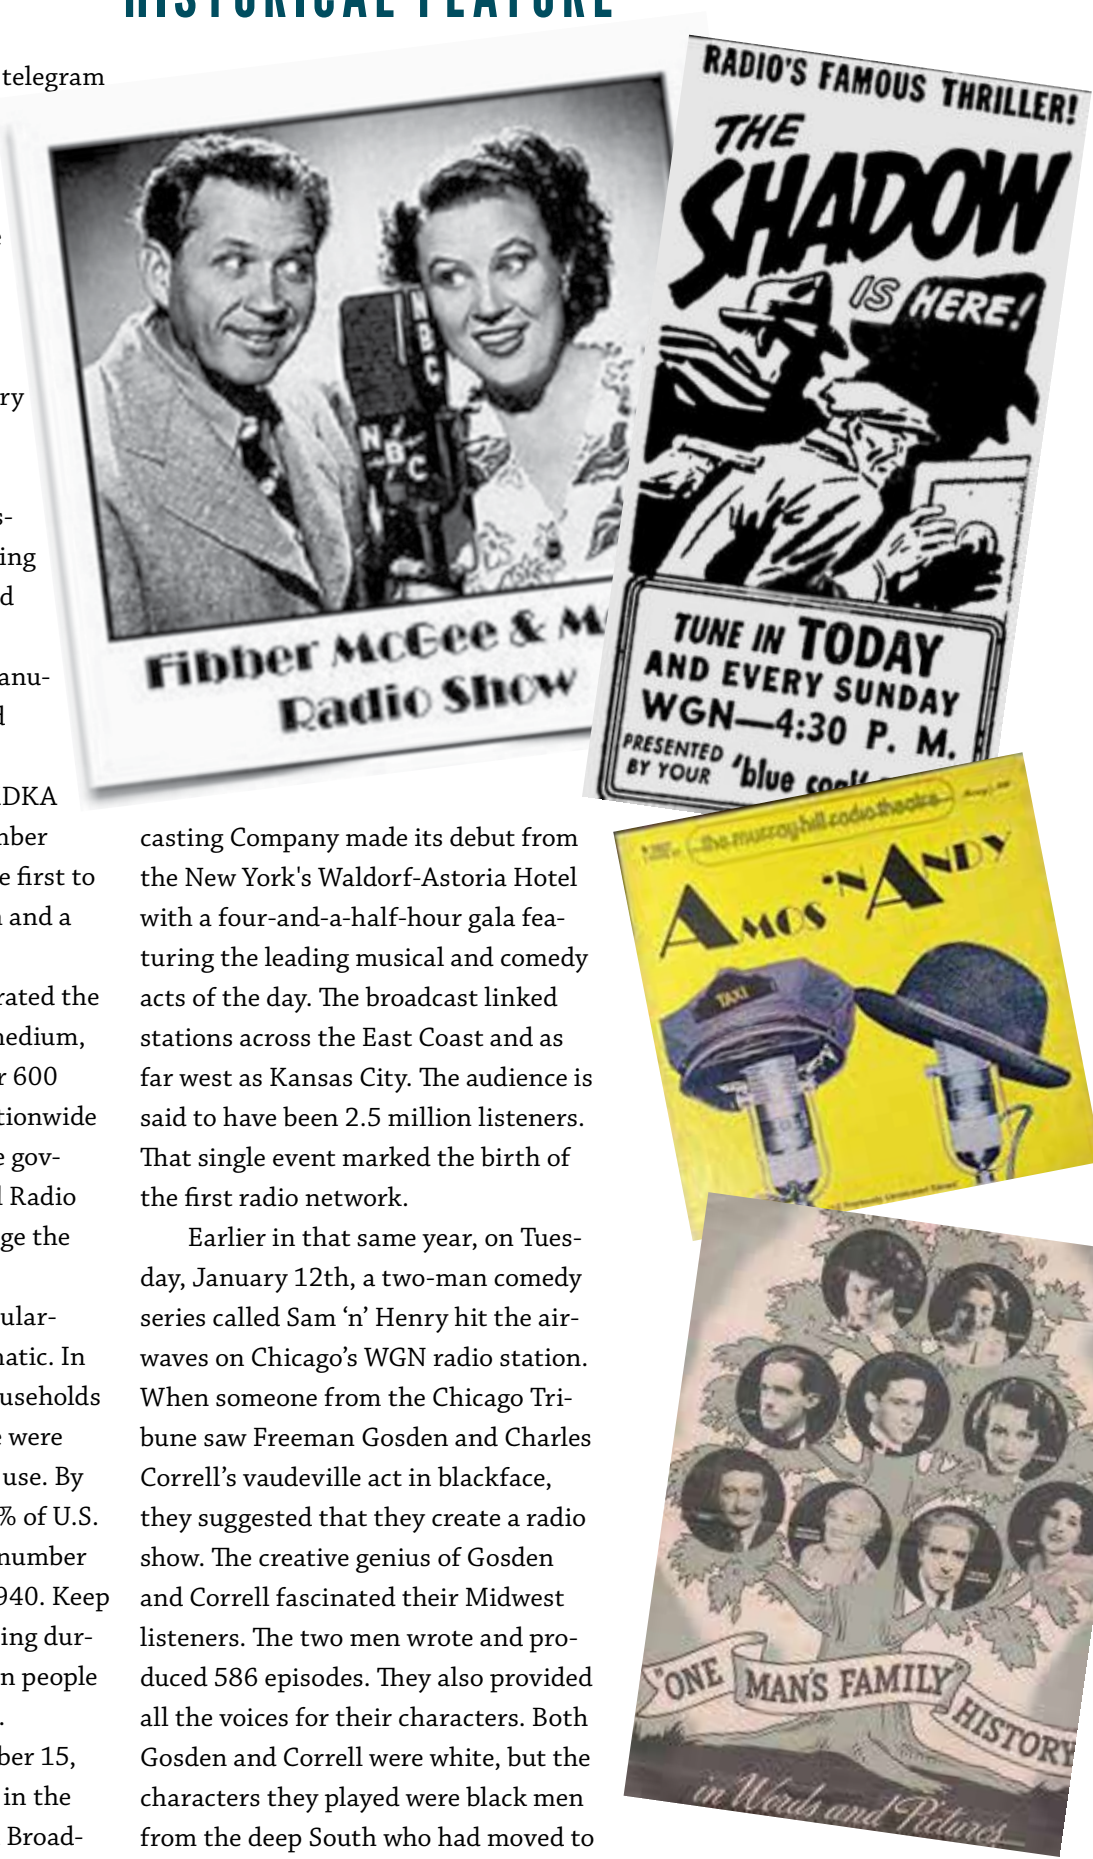 HISTORICAL FEATURE
telegram
ry
s-
ing
d
anu-
d
DKA
nber
e first to
n and a
rated the
nedium,
r 600
tionwide
e gov-
l Radio
ge the
ular-
natic. In
useholds
e were
use. By
% of U.S.
number
940. Keep
ing dur-
n people
.
ber 15,
in the
Broad-
casting Company made its debut from
the New York's Waldorf-Astoria Hotel
with a four-and-a-half-hour gala fea-
turing the leading musical and comedy
acts of the day. The broadcast linked
stations across the East Coast and as
far west as Kansas City. The audience is
said to have been 2.5 million listeners.
That single event marked the birth of
the first radio network.
Earlier in that same year, on Tues-
day, January 12th, a two-man comedy
series called Sam ‘n’ Henry hit the air-
waves on Chicago’s WGN radio station.
When someone from the Chicago Tri-
bune saw Freeman Gosden and Charles
Correll’s vaudeville act in blackface,
they suggested that they create a radio
show. The creative genius of Gosden
and Correll fascinated their Midwest
listeners. The two men wrote and pro-
duced 586 episodes. They also provided
all the voices for their characters. Both
Gosden and Correll were white, but the
characters they played were black men
from the deep South who had moved to
NBC
NBC
Fibber McGee & M
Radio Show
RADIO'S FAMOUS THRILLER!
THE
SHADOW
IS HERE!
TUNE IN TODAY
AND EVERY SUNDAY
WGN—4:30 P. M.
PRESENTED
BY YOUR 'blue coal'
the murray hill radio theatre
AMOS 'N ANDY
TAXI
"ONE MAN'S FAMILY"
HISTORY
in Words and Pictures